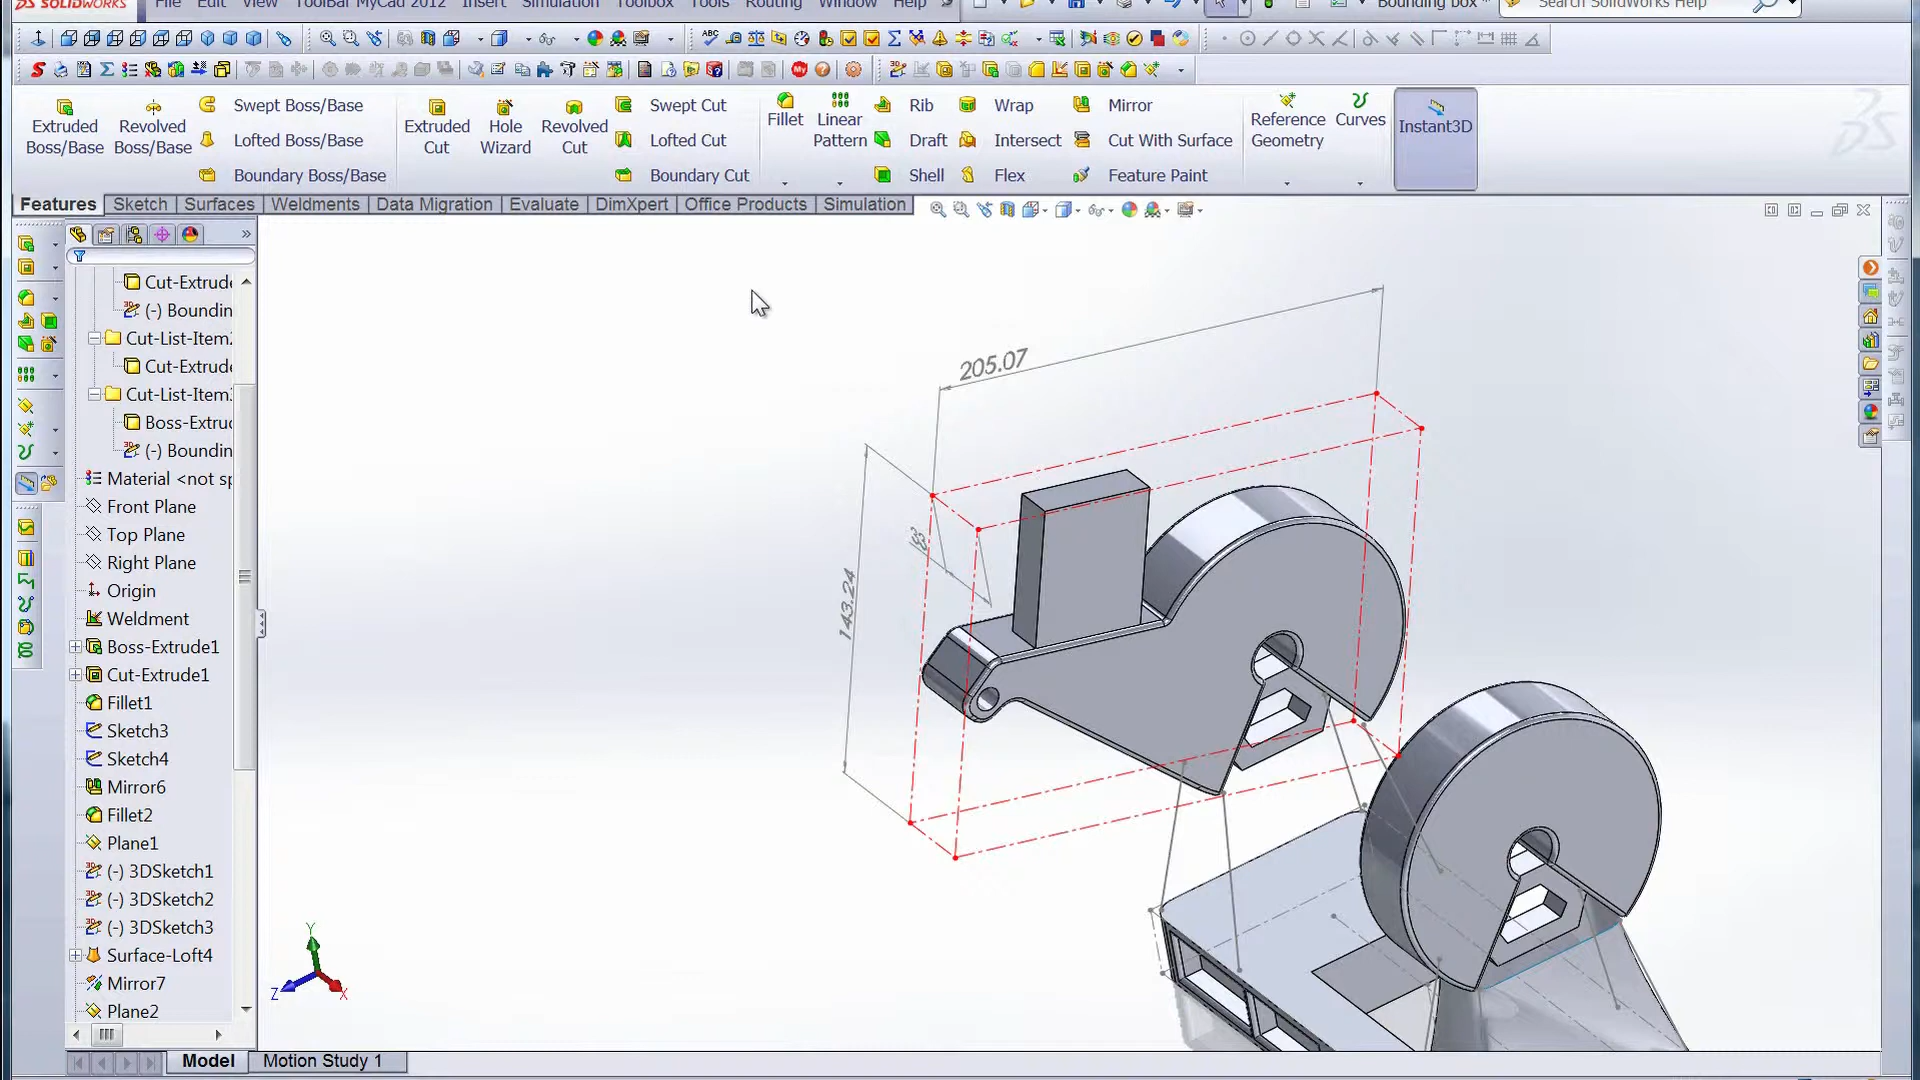 SOLIDWORKS File Edit View ToolBar MyCad 2012 Insert Simulation Toolbox Tools Routing Window Help Bounding box * Search SolidWorks Help
Extruded Boss/Base
Revolved Boss/Base
Swept Boss/Base
Lofted Boss/Base
Boundary Boss/Base
Extruded Cut
Hole Wizard
Revolved Cut
Swept Cut
Lofted Cut
Boundary Cut
Fillet
Linear Pattern
Rib
Draft
Shell
Wrap
Intersect
Flex
Mirror
Cut With Surface
Feature Paint
Reference Geometry
Curves
Instant3D
Features Sketch Surfaces Weldments Data Migration Evaluate DimXpert Office Products Simulation
Cut-Extrude
(-) Boundin
Cut-List-Item2
Cut-Extrude
Cut-List-Item3
Boss-Extrud
(-) Boundin
Material <not sp
Front Plane
Top Plane
Right Plane
Origin
Weldment
Boss-Extrude1
Cut-Extrude1
Fillet1
Sketch3
Sketch4
Mirror6
Fillet2
Plane1
(-) 3DSketch1
(-) 3DSketch2
(-) 3DSketch3
Surface-Loft4
Mirror7
Plane2
205.07
143.24
Y
Z
X
Model Motion Study 1